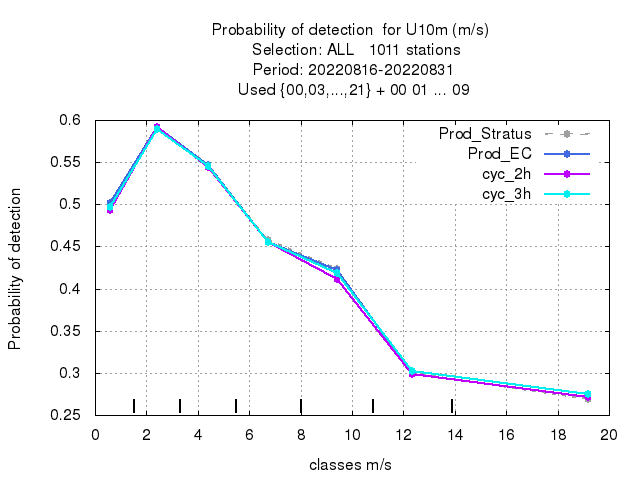 Probability of detection  for U10m (m/s)
Selection: ALL   1011 stations
Period: 20220816-20220831
Used {00,03,...,21} + 00 01 ... 09
Probability of detection
0.6
0.55
0.5
0.45
0.4
0.35
0.3
0.25
Prod_Stratus
Prod_EC
cyc_2h
cyc_3h
0 2 4 6 8 10 12 14 16 18 20
classes m/s